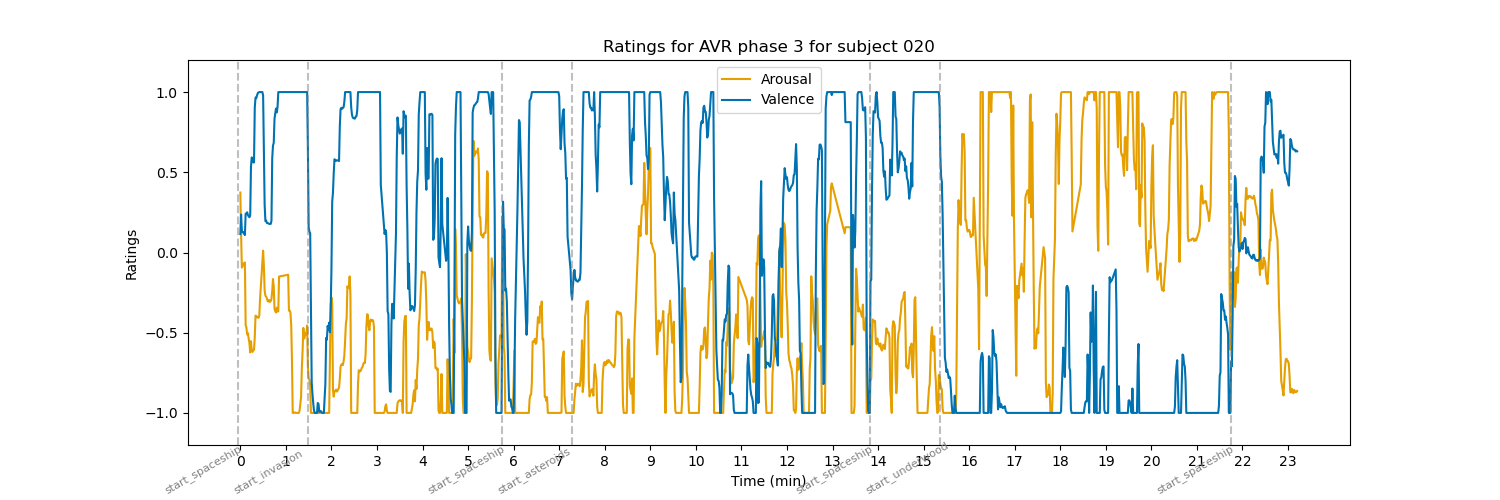 Ratings for AVR phase 3 for subject 020
Arousal
Valence
Ratings
1.0
0.5
0.0
−0.5
−1.0
0 1 2 3 4 5 6 7 8 9 10 11 12 13 14 15 16 17 18 19 20 21 22 23
start_spaceship
start_invasion
start_spaceship
start_asteroids
start_spaceship
start_underwood
start_spaceship
Time (min)